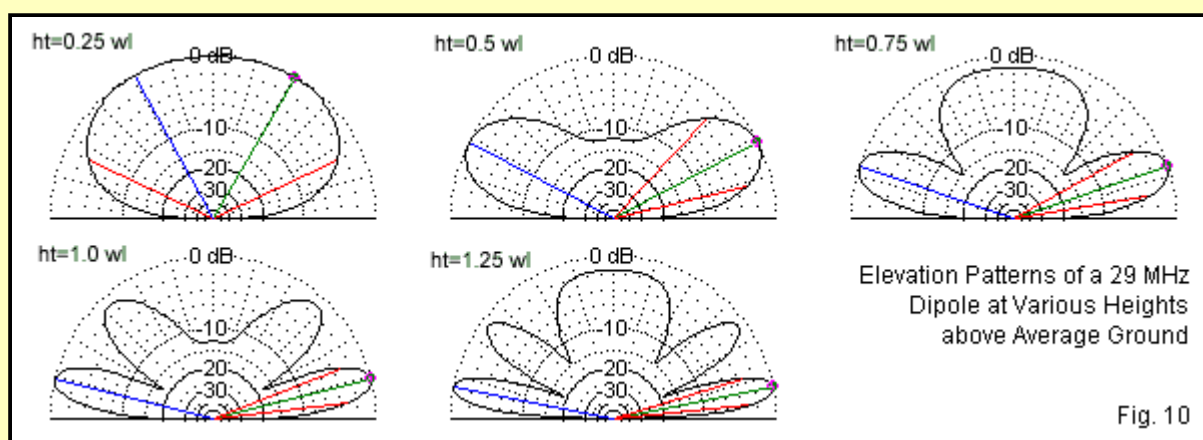 ht=0.25 wl
0 dB
-10
-20
-30
ht=0.5 wl
0 dB
-10
-20
-30
ht=0.75 wl
0 dB
-10
-20
-30
ht=1.0 wl
0 dB
-10
-20
-30
ht=1.25 wl
0 dB
-10
-20
-30
Elevation Patterns of a 29 MHz
Dipole at Various Heights
above Average Ground
Fig. 10